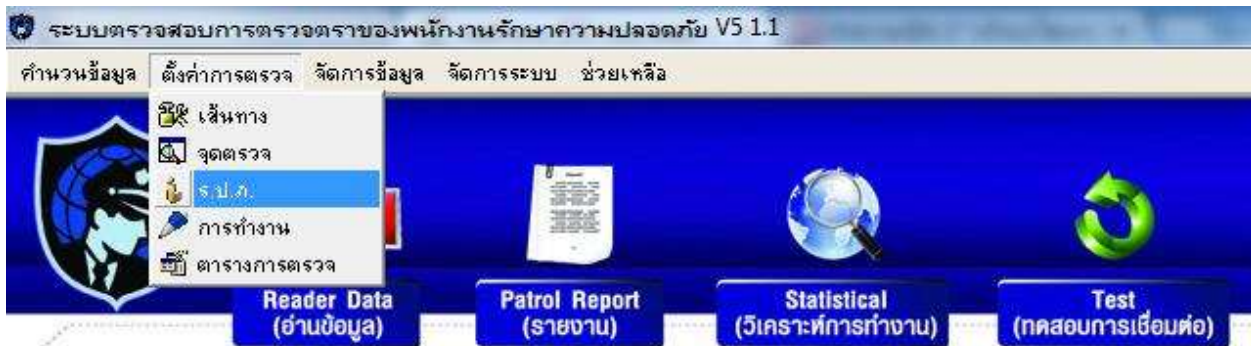 ระบบตรวจสอบการตรวจตราของพนักงานรักษาความปลอดภัย V5 1.1
คำนวนข้อมูล ตั้งค่าการตรวจ จัดการข้อมูล จัดการระบบ ช่วยเหลือ
เส้นทาง
จุดตรวจ
ร.ป.ภ.
การทำงาน
ตารางการตรวจ
Reader Data Patrol Report Statistical Test
(อ่านข้อมูล) (รายงาน) (วิเคราะห์การทำงาน) (ทดสอบการเชื่อมต่อ)